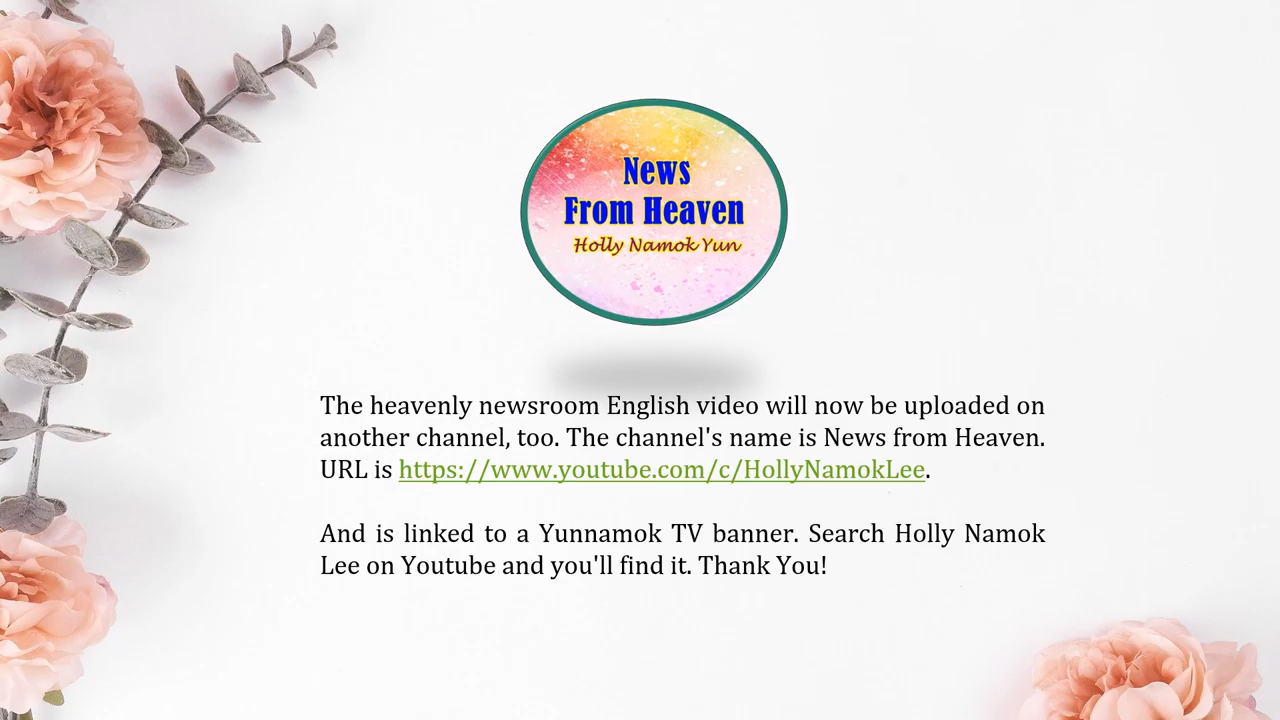 News
From Heaven
Holly Namok Yun
The heavenly newsroom English video will now be uploaded on
another channel, too. The channel's name is News from Heaven.
URL is https://www.youtube.com/c/HollyNamokLee.
And is linked to a Yunnamok TV banner. Search Holly Namok
Lee on Youtube and you'll find it. Thank You!